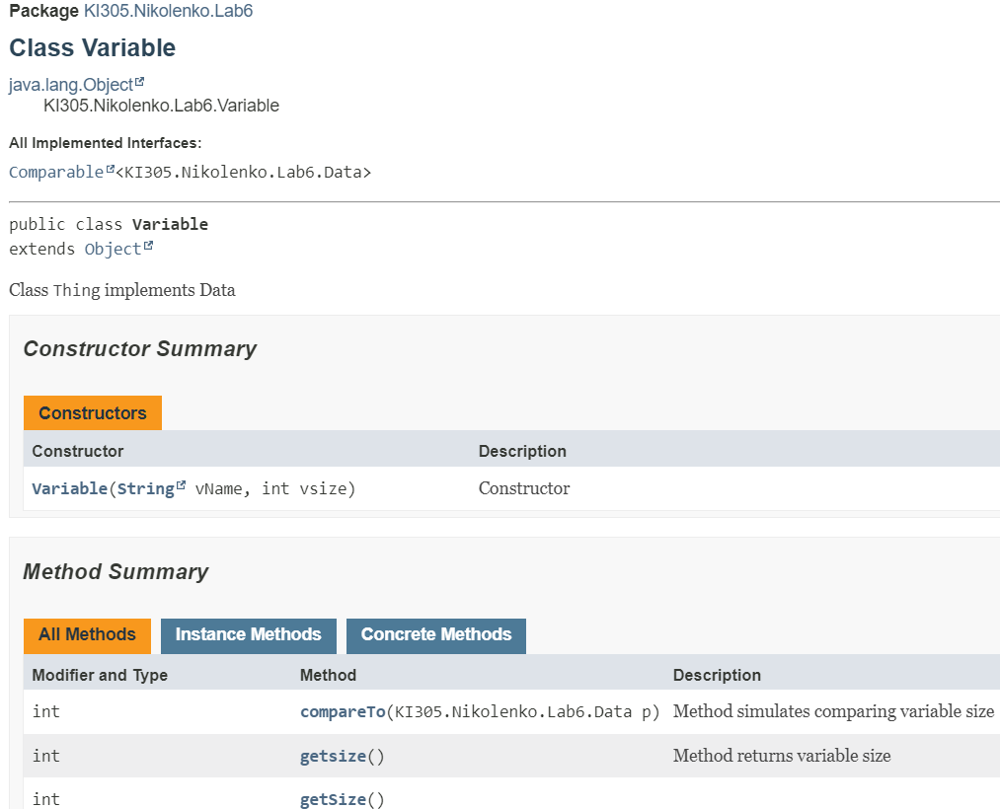 Package KI305.Nikolenko.Lab6
Class Variable
java.lang.Object
KI305.Nikolenko.Lab6.Variable
All Implemented Interfaces:
Comparable<KI305.Nikolenko.Lab6.Data>
public class Variable
extends Object
Class Thing implements Data
Constructor Summary
Constructors
Constructor Description
Variable(String vName, int vsize) Constructor
Method Summary
All Methods Instance Methods Concrete Methods
Modifier and Type Method Description
int compareTo(KI305.Nikolenko.Lab6.Data p) Method simulates comparing variable size
int getsize() Method returns variable size
int getSize()